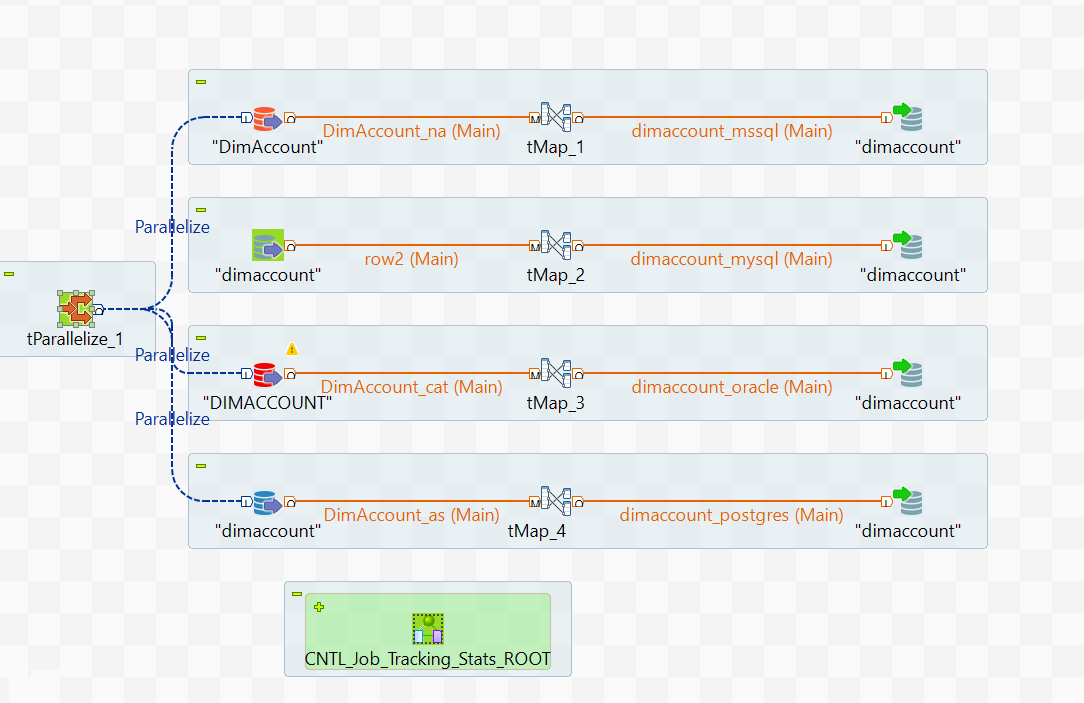 DimAccount_na (Main)
dimaccount_mssql (Main)
"DimAccount"
tMap_1
"dimaccount"
Parallelize
row2 (Main)
dimaccount_mysql (Main)
"dimaccount"
tMap_2
"dimaccount"
tParallelize_1
Parallelize
DimAccount_cat (Main)
dimaccount_oracle (Main)
"DIMACCOUNT"
tMap_3
"dimaccount"
Parallelize
DimAccount_as (Main)
dimaccount_postgres (Main)
"dimaccount"
tMap_4
"dimaccount"
CNTL_Job_Tracking_Stats_ROOT